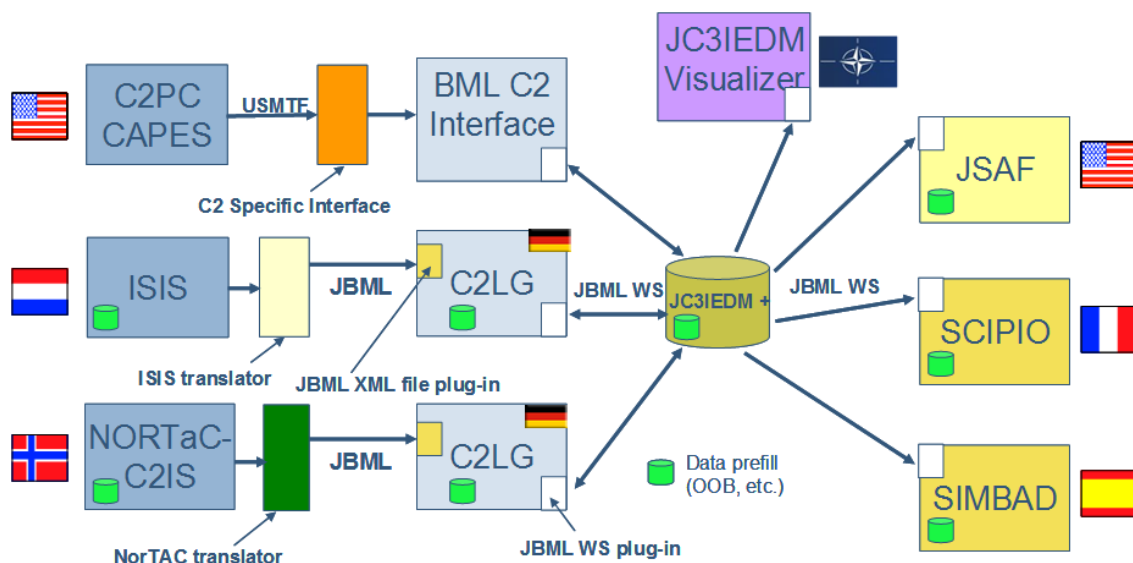 C2PC
CAPES
USMTF
BML C2
Interface
JC3IEDM
Visualizer
JSAF
C2 Specific Interface
ISIS
JBML
C2LG
JBML WS
JC3IEDM +
JBML WS
SCIPIO
ISIS translator
JBML XML file plug-in
NORTaC-
C2IS
JBML
C2LG
Data prefill
(OOB, etc.)
SIMBAD
NorTAC translator
JBML WS plug-in